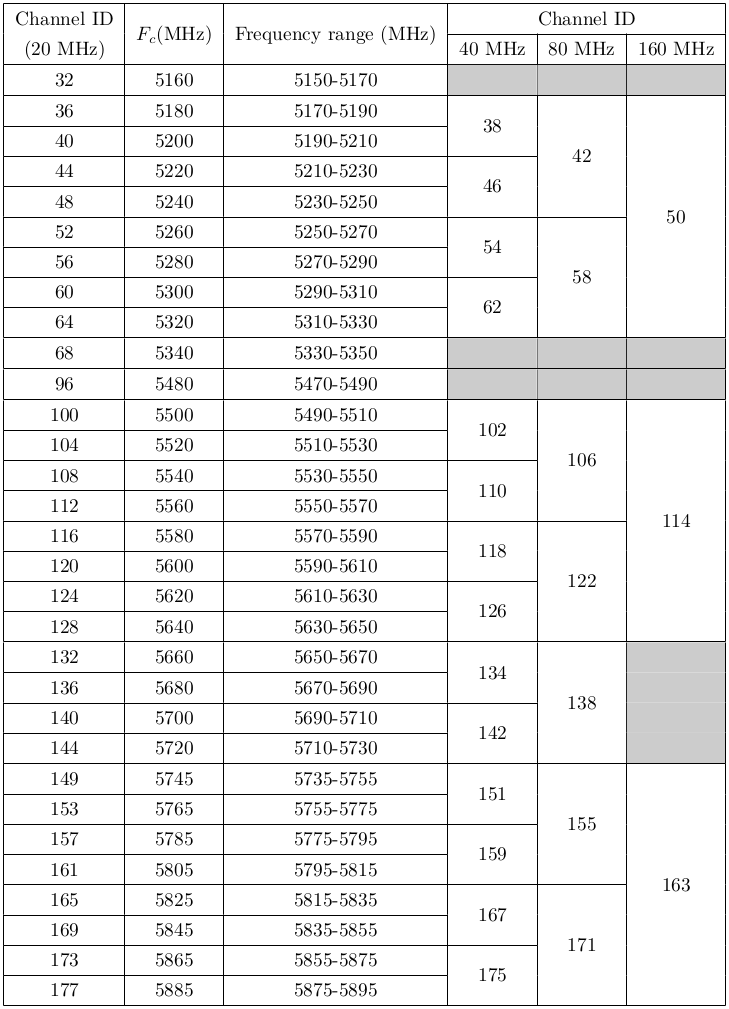 Channel ID
(20 MHz)
F_c(MHz)
Frequency range (MHz)
Channel ID
40 MHz 80 MHz 160 MHz
32 5160 5150-5170
36 5180 5170-5190 38 42 50
40 5200 5190-5210
44 5220 5210-5230 46
48 5240 5230-5250
52 5260 5250-5270 54 58
56 5280 5270-5290
60 5300 5290-5310 62
64 5320 5310-5330
68 5340 5330-5350
96 5480 5470-5490
100 5500 5490-5510 102 106 114
104 5520 5510-5530
108 5540 5530-5550 110
112 5560 5550-5570
116 5580 5570-5590 118 122
120 5600 5590-5610
124 5620 5610-5630 126
128 5640 5630-5650
132 5660 5650-5670 134 138
136 5680 5670-5690
140 5700 5690-5710 142
144 5720 5710-5730
149 5745 5735-5755 151 155 163
153 5765 5755-5775
157 5785 5775-5795 159
161 5805 5795-5815
165 5825 5815-5835 167 171
169 5845 5835-5855
173 5865 5855-5875 175
177 5885 5875-5895